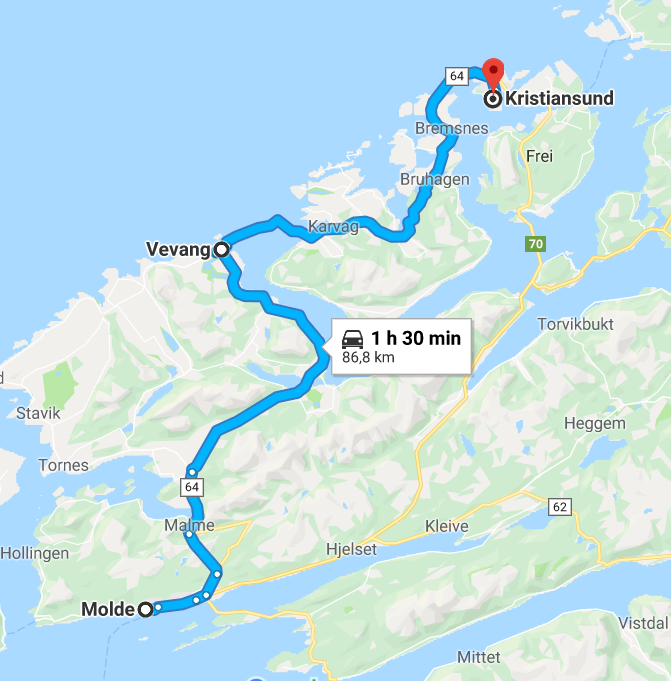 64
Kristiansund
Bremsnes
Frei
Bruhagen
Karvåg
Vevang
70
1 h 30 min
86,8 km
Torvikbukt
Stavik
Heggem
Tornes
64
62
Malme
Kleive
Hollingen
Hjelset
Molde
Vistdal
Mittet